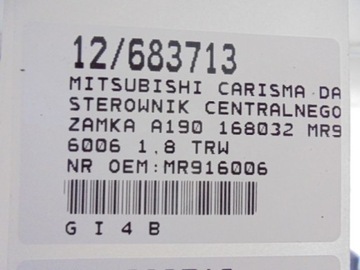 12/683713
MITSUBISHI CARISMA DA
STEROWNIK CENTRALNEGO
ZAMKA A190 168032 MR9
6006 1,8 TRW
NR OEM:MR916006
G I 4 B